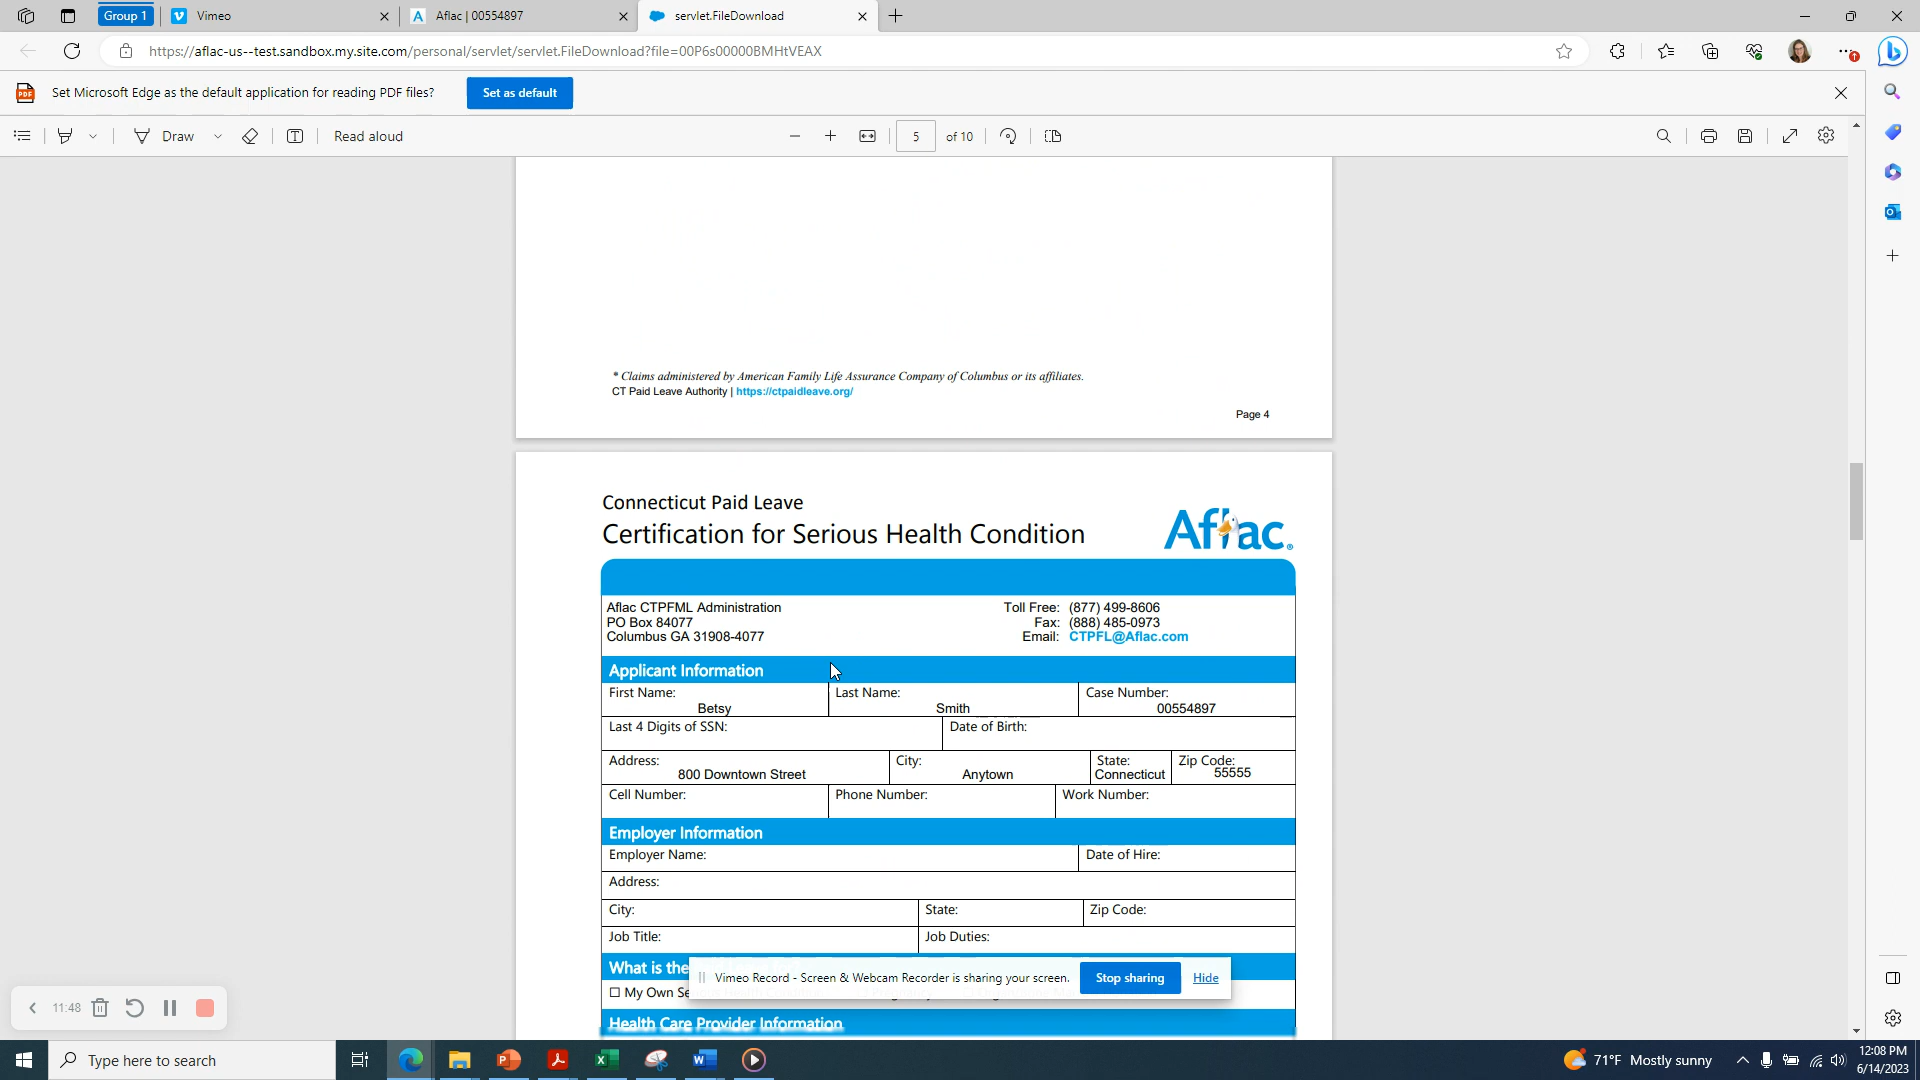 Group 1
Vimeo
Aflac | 00554897
servlet.FileDownload
https://aflac-us--test.sandbox.my.site.com/personal/servlet/servlet.FileDownload?file=00P6s00000BMHtVEAX
Set Microsoft Edge as the default application for reading PDF files?
Set as default
Draw
Read aloud
5
of 10
* Claims administered by American Family Life Assurance Company of Columbus or its affiliates.
CT Paid Leave Authority | https://ctpaidleave.org/
Page 4
Connecticut Paid Leave
Certification for Serious Health Condition
Aflac
Aflac CTPFML Administration
Toll Free: (877) 499-8606
PO Box 84077
Fax: (888) 485-0973
Columbus GA 31908-4077
Email: CTPFL@Aflac.com
Applicant Information
First Name:
Last Name:
Case Number:
Betsy
Smith
00554897
Last 4 Digits of SSN:
Date of Birth:
Address:
City:
State:
Zip Code:
800 Downtown Street
Anytown
Connecticut
55555
Cell Number:
Phone Number:
Work Number:
Employer Information
Employer Name:
Date of Hire:
Address:
City:
State:
Zip Code:
Job Title:
Job Duties:
What is the
Vimeo Record - Screen & Webcam Recorder is sharing your screen.
Stop sharing
Hide
My Own
Health Care Provider Information
11:48
Type here to search
71°F Mostly sunny
12:08 PM
6/14/2023